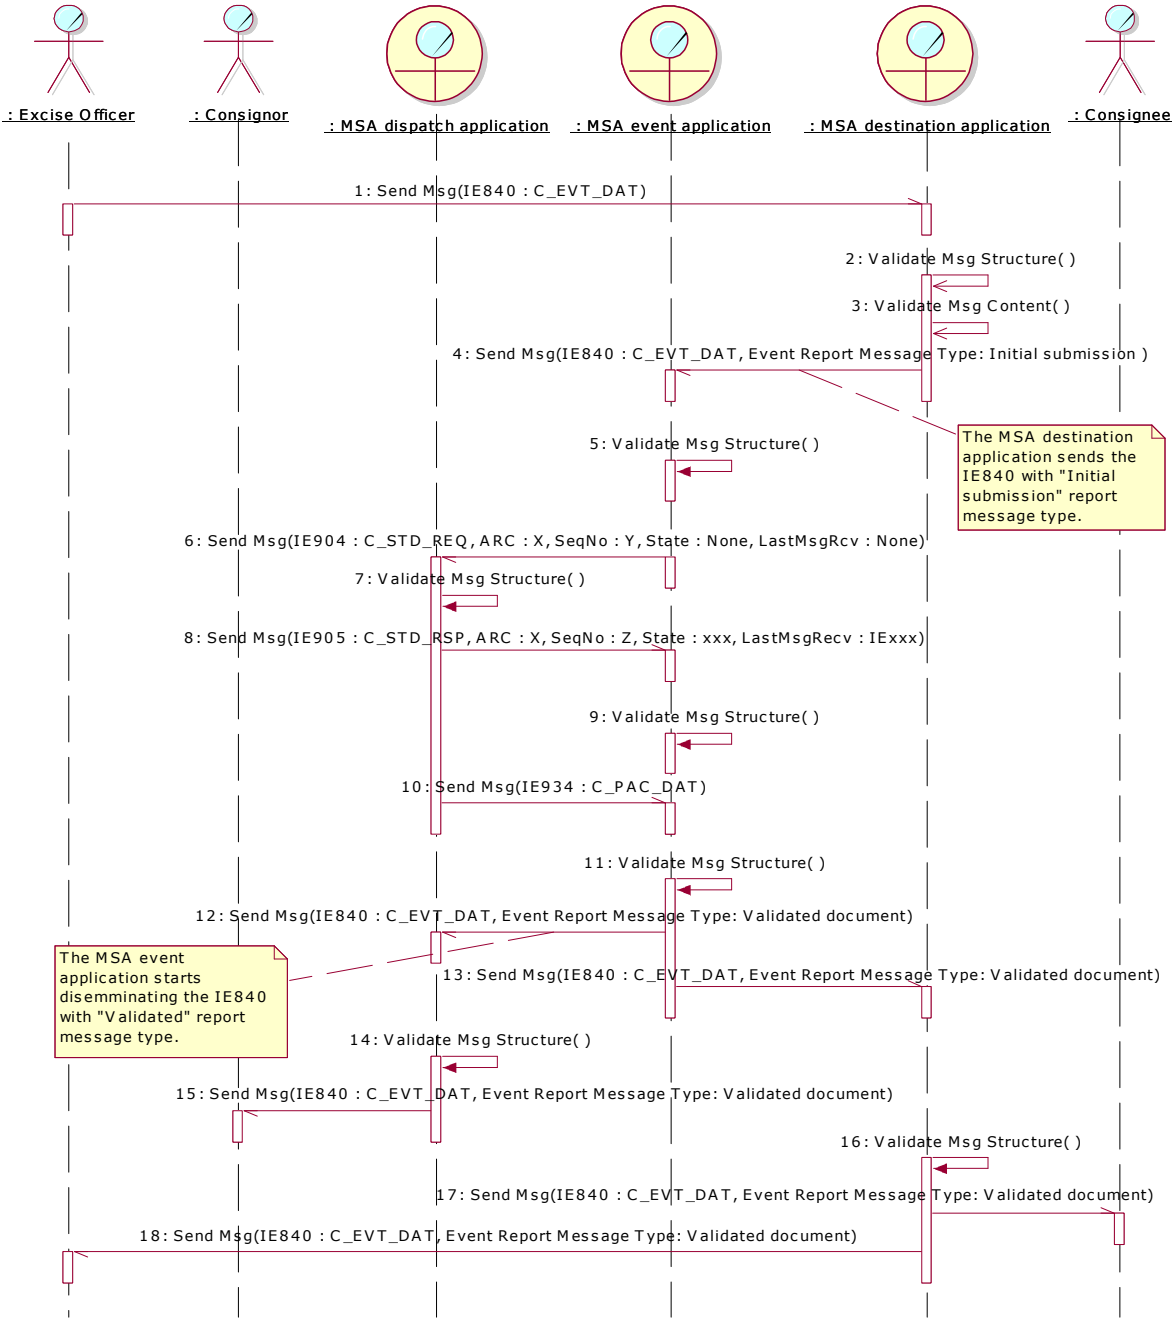 : Excise Officer
: Consignor
: MSA dispatch application
: MSA event application
: MSA destination application
: Consignee
1: Send Msg(IE840 : C_EVT_DAT)
2: Validate Msg Structure( )
3: Validate Msg Content( )
4: Send Msg(IE840 : C_EVT_DAT, Event Report Message Type: Initial submission )
The MSA destination
application sends the
IE840 with "Initial
submission" report
message type.
5: Validate Msg Structure( )
6: Send Msg(IE904 : C_STD_REQ, ARC : X, SeqNo : Y, State : None, LastMsgRcv : None)
7: Validate Msg Structure( )
8: Send Msg(IE905 : C_STD_RSP, ARC : X, SeqNo : Z, State : xxx, LastMsgRecv : IExxx)
9: Validate Msg Structure( )
10: Send Msg(IE934 : C_PAC_DAT)
11: Validate Msg Structure( )
12: Send Msg(IE840 : C_EVT_DAT, Event Report Message Type: Validated document)
The MSA event
application starts
disemminating the IE840
with "Validated" report
message type.
13: Send Msg(IE840 : C_EVT_DAT, Event Report Message Type: Validated document)
14: Validate Msg Structure( )
15: Send Msg(IE840 : C_EVT_DAT, Event Report Message Type: Validated document)
16: Validate Msg Structure( )
17: Send Msg(IE840 : C_EVT_DAT, Event Report Message Type: Validated document)
18: Send Msg(IE840 : C_EVT_DAT, Event Report Message Type: Validated document)